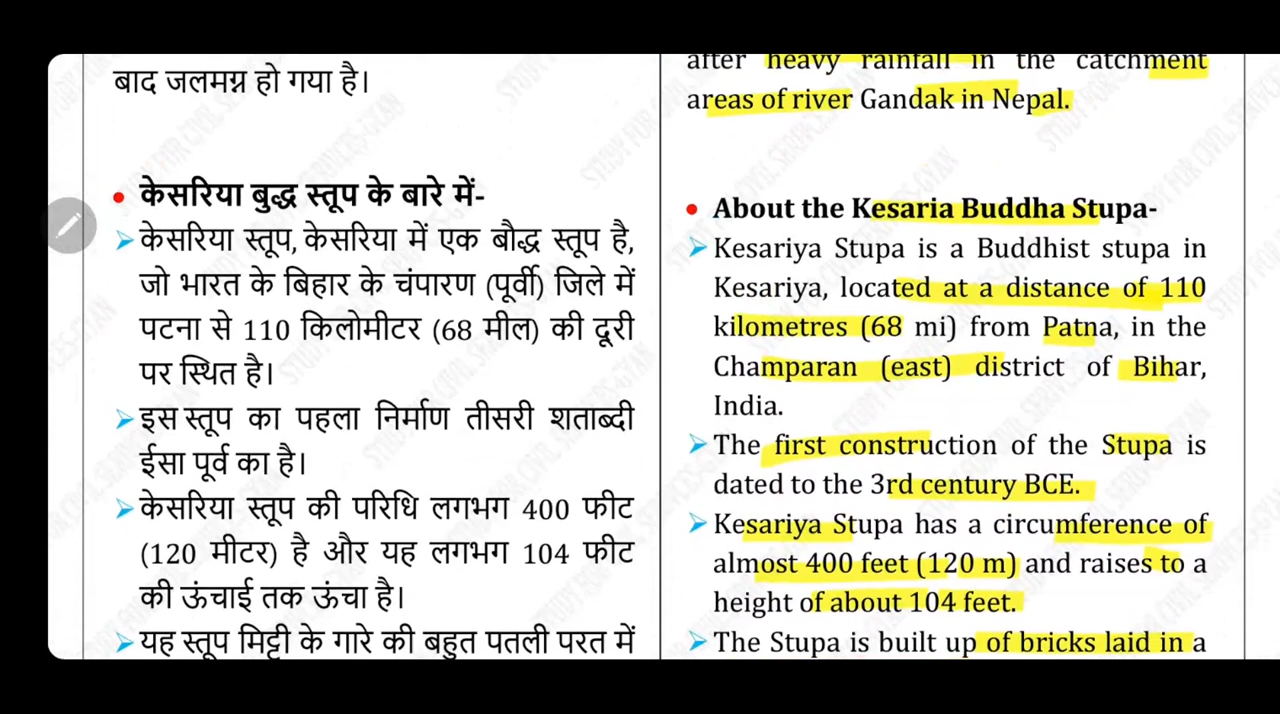 बाद जलमग्न हो गया है।
• केसरिया बुद्ध स्तूप के बारे में-
➢ केसरिया स्तूप, केसरिया में एक बौद्ध स्तूप है,
जो भारत के बिहार के चंपारण (पूर्वी) जिले में
पटना से 110 किलोमीटर (68 मील) की दूरी
पर स्थित है।
➢ इस स्तूप का पहला निर्माण तीसरी शताब्दी
ईसा पूर्व का है।
➢ केसरिया स्तूप की परिधि लगभग 400 फीट
(120 मीटर) है और यह लगभग 104 फीट
की ऊंचाई तक ऊंचा है।
➢ यह स्तूप मिट्टी के गारे की बहुत पतली परत में
after heavy rainfall in the catchment
areas of river Gandak in Nepal.
• About the Kesaria Buddha Stupa-
➢ Kesariya Stupa is a Buddhist stupa in
Kesariya, located at a distance of 110
kilometres (68 mi) from Patna, in the
Champaran (east) district of Bihar,
India.
➢ The first construction of the Stupa is
dated to the 3rd century BCE.
➢ Kesariya Stupa has a circumference of
almost 400 feet (120 m) and raises to a
height of about 104 feet.
➢ The Stupa is built up of bricks laid in a